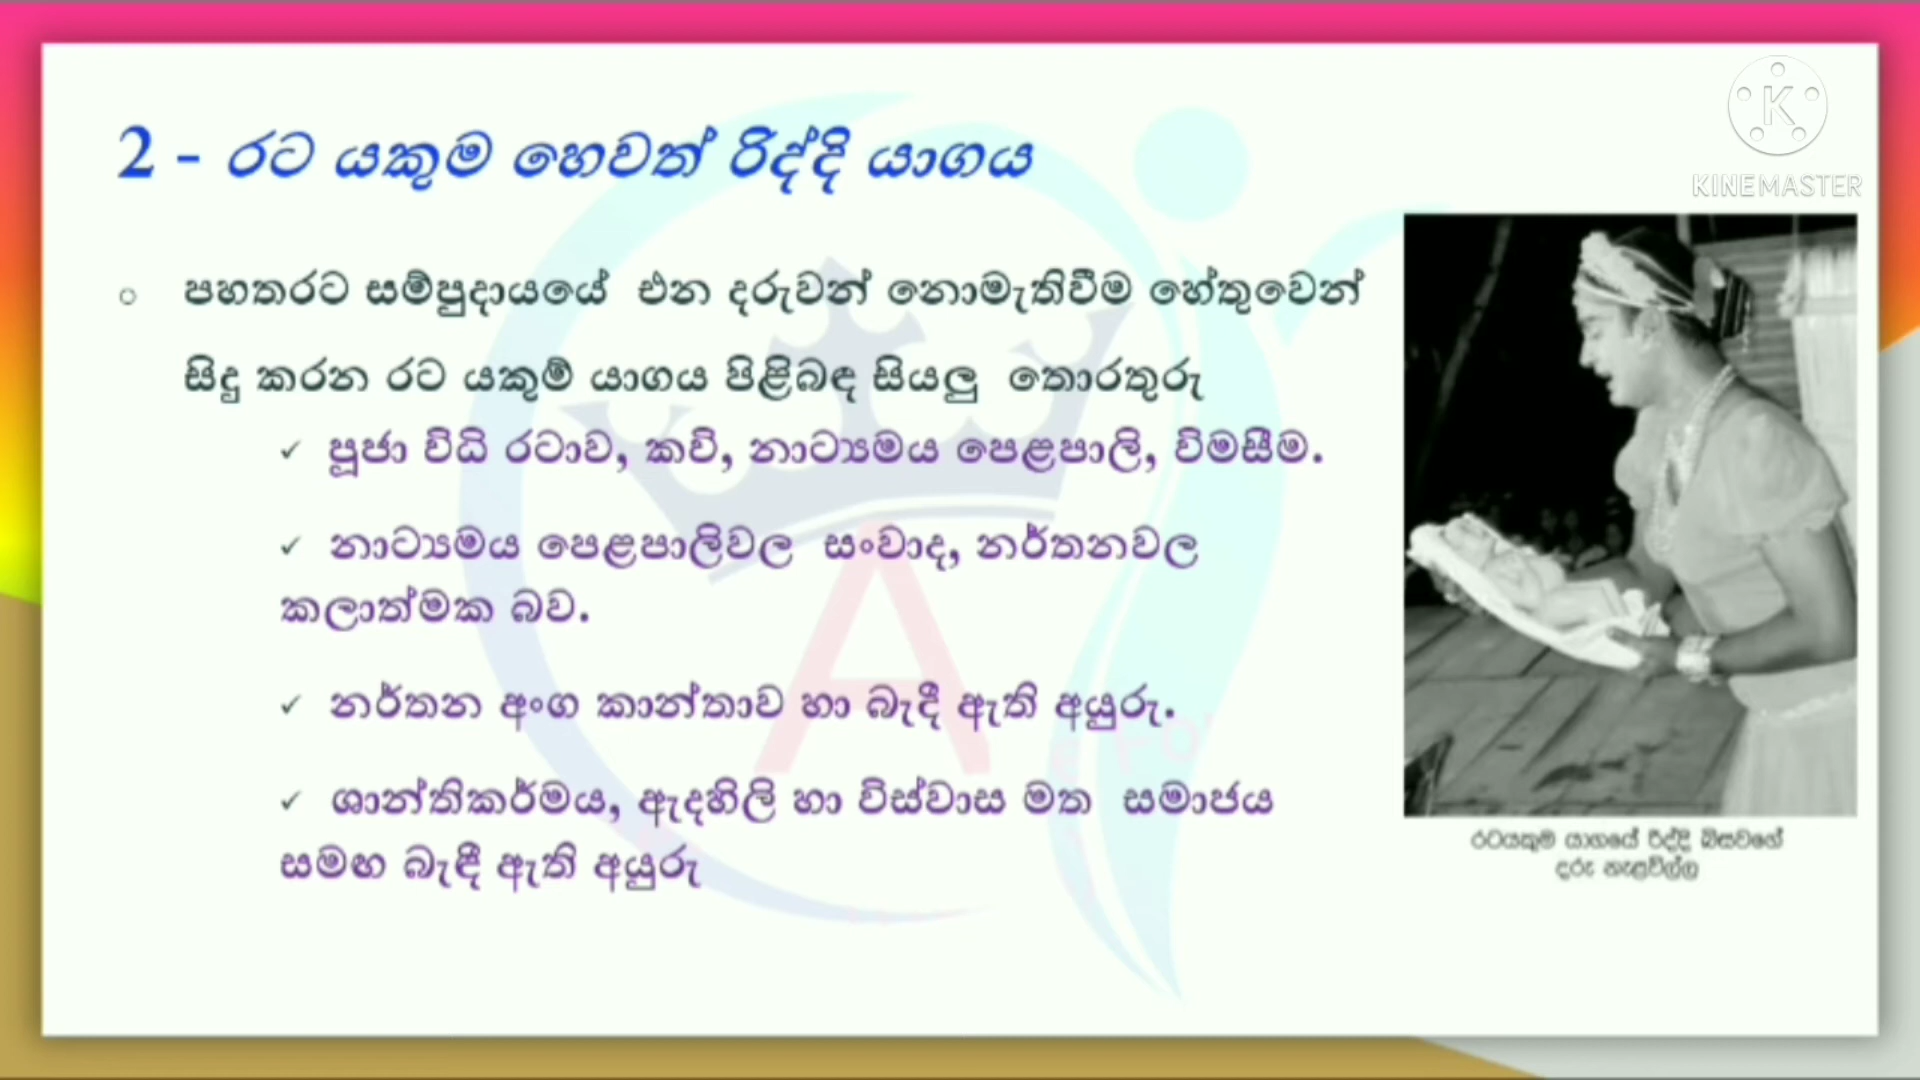 2 - රට යකුම හෙවත් රිද්දි යාගය
පහතරට සම්පුදායයේ එන දරුවන් නොමැතිවීම හේතුවෙන්
සිදු කරන රට යකුම් යාගය පිළිබඳ සියලු තොරතුරු
✓ පූජා විධි රටාව, කවි, නාට්‍යමය පෙළපාලි, විමසීම.
✓ නාට්‍යමය පෙළපාලිවල සංවාද, නර්තනවල
කලාත්මක බව.
✓ නර්තන අංග කාන්තාව හා බැදී ඇති අයුරු.
✓ ශාන්තිකර්මය, ඇදහිලි හා විස්වාස මත සමාජය
සමඟ බැඳී ඇති අයුරු
KINEMASTER
රටයකුම යාගයේ රිද්දි බිසවගේ
දරු නැළවිල්ල